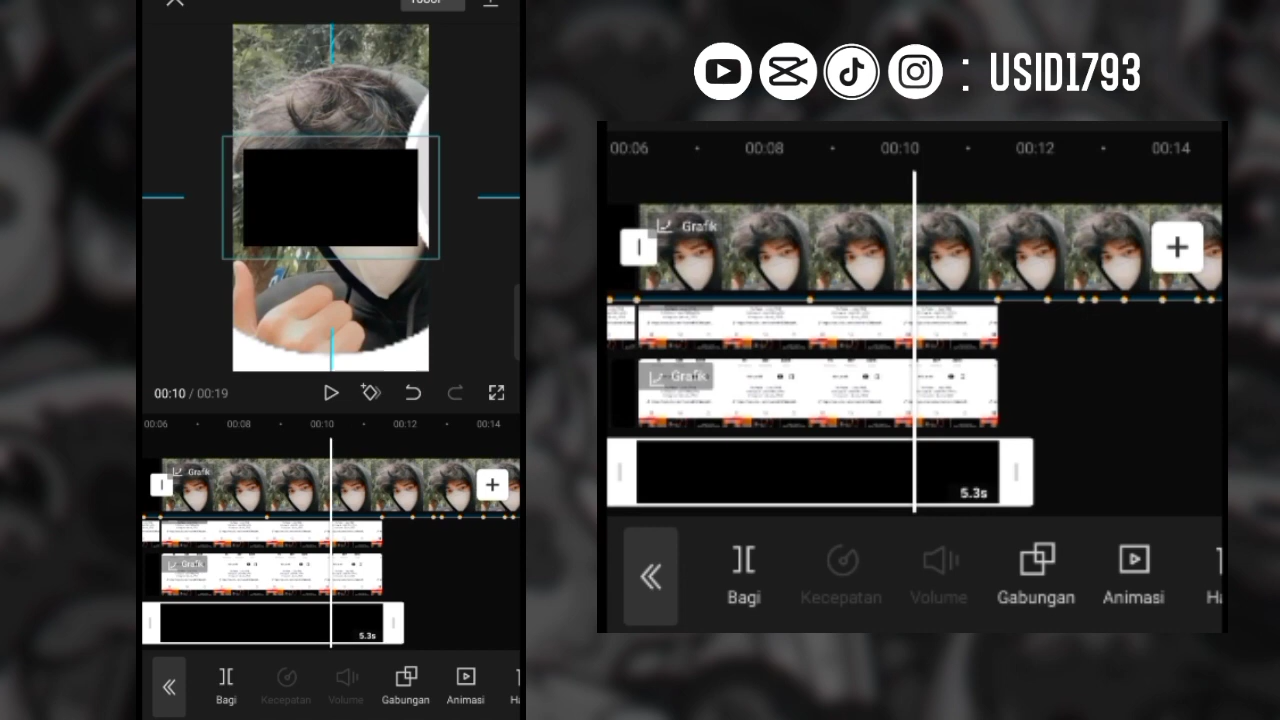 : USID1793
00:10 / 00:19
00:06 00:08 00:10 00:12 00:14
Grafik
Grafik
5.3s
Bagi Kecepatan Volume Gabungan Animasi Ha
00:06 00:08 00:10 00:12 00:14
Grafik
Grafik
5.3s
Bagi Kecepatan Volume Gabungan Animasi Ha